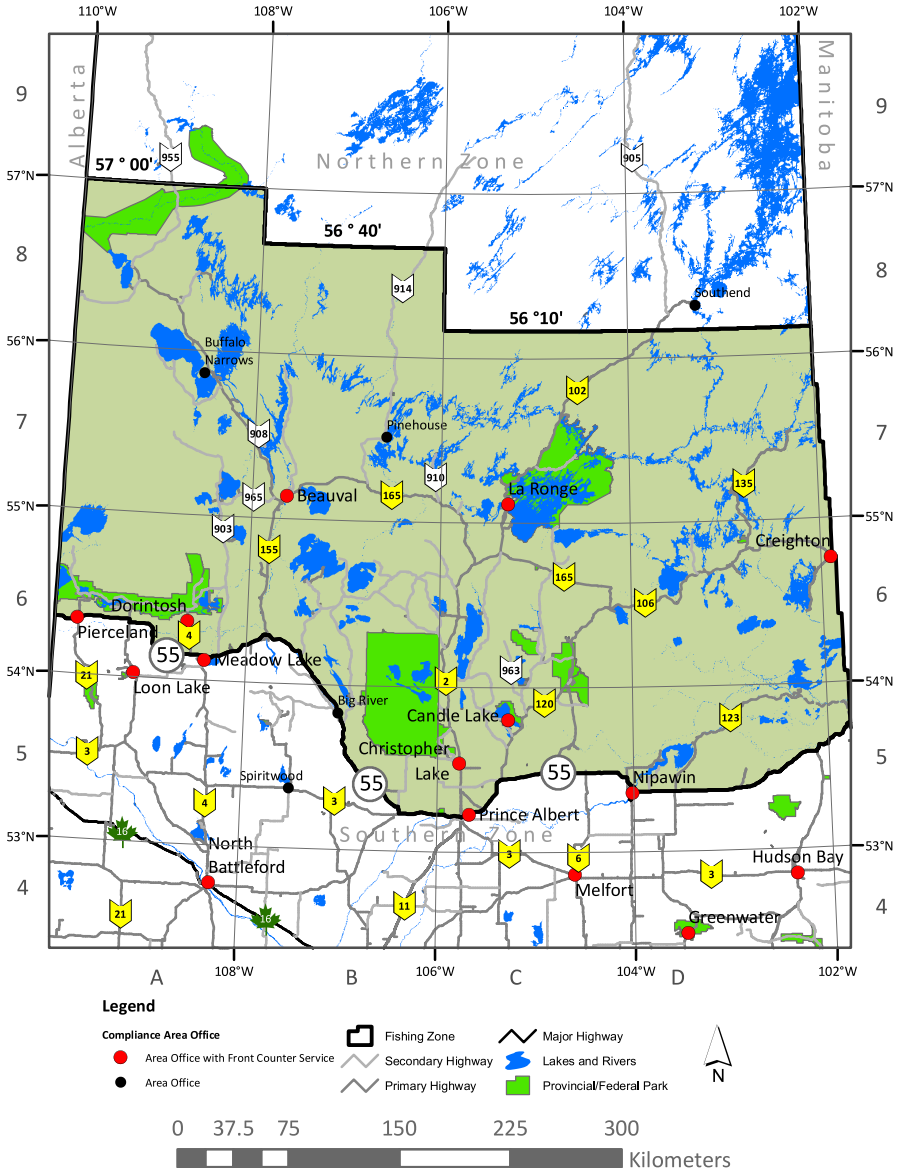 110°W 108°W 106°W 104°W 102°W
9 9
Alberta
Manitoba
Northern Zone
955
905
57 ° 00'
57°N 57°N
56 ° 40'
8 8
914
Southend
56 °10'
56°N 56°N
Buffalo
Narrows
102
7 7
Pinehouse
908
910
135
965
Beauval
165
La Ronge
55°N 55°N
903
155
Creighton
165
6 6
106
Dorintosh
Pierceland
4
55
Meadow Lake
963
54°N 54°N
21
Loon Lake
2
120
Big River
Candle Lake
123
3
Christopher
Lake
5 5
Spiritwood
55
55
Nipawin
4
3
Prince Albert
Southern Zone
16
53°N 53°N
North
Battleford
3
6
3
Hudson Bay
Melfort
4 4
21
16
11
Greenwater
108°W 106°W 104°W 102°W
A B C D
Legend
Compliance Area Office
Area Office with Front Counter Service
Area Office
Fishing Zone
Secondary Highway
Primary Highway
Major Highway
Lakes and Rivers
Provincial/Federal Park
N
0 37.5 75 150 225 300
Kilometers